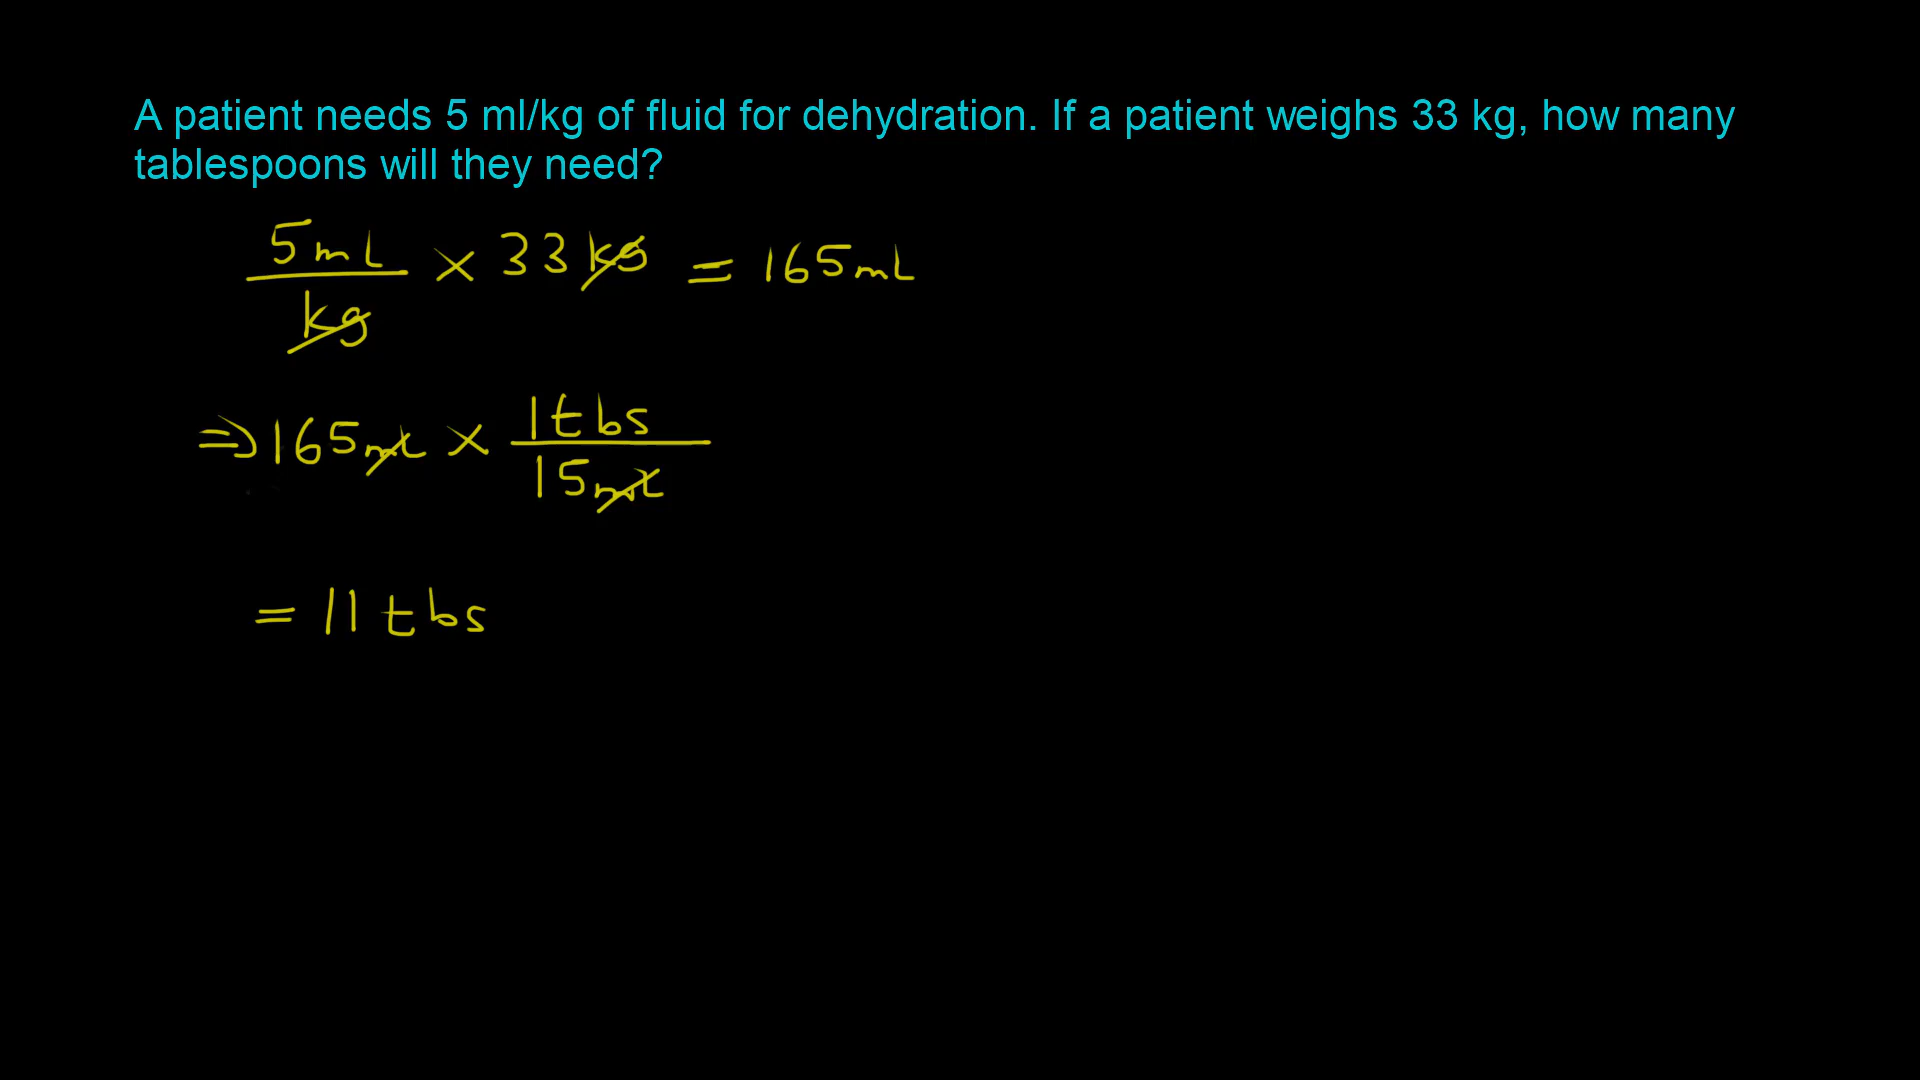 A patient needs 5 ml/kg of fluid for dehydration. If a patient weighs 33 kg, how many
tablespoons will they need?
5mL
kg
× 33 kg = 165mL
⇒ 165mL ×
1tbs
15mL
= 11 tbs